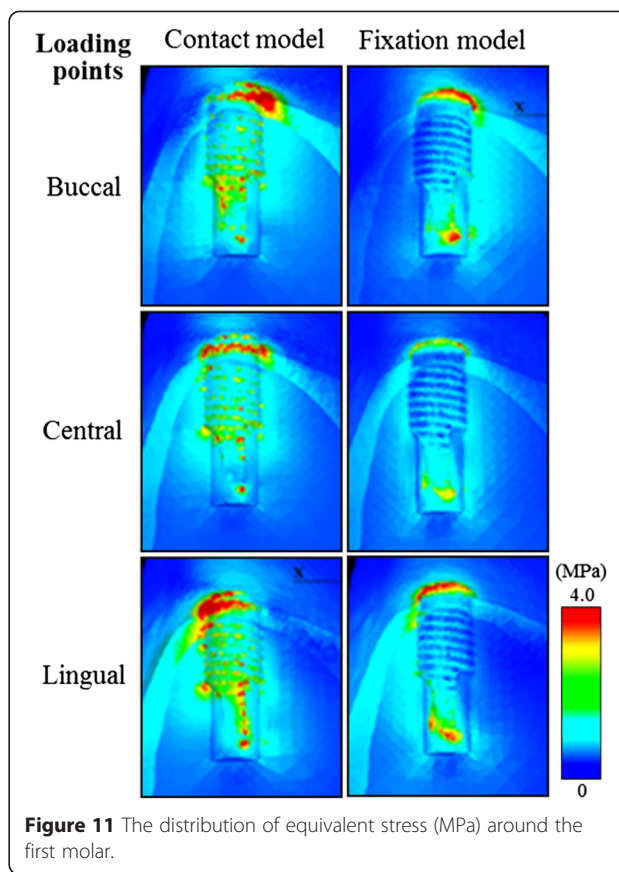 Loading points
Contact model
Fixation model
Buccal
x
Central
Lingual
x
(MPa)
4.0
0
Figure 11 The distribution of equivalent stress (MPa) around the
first molar.